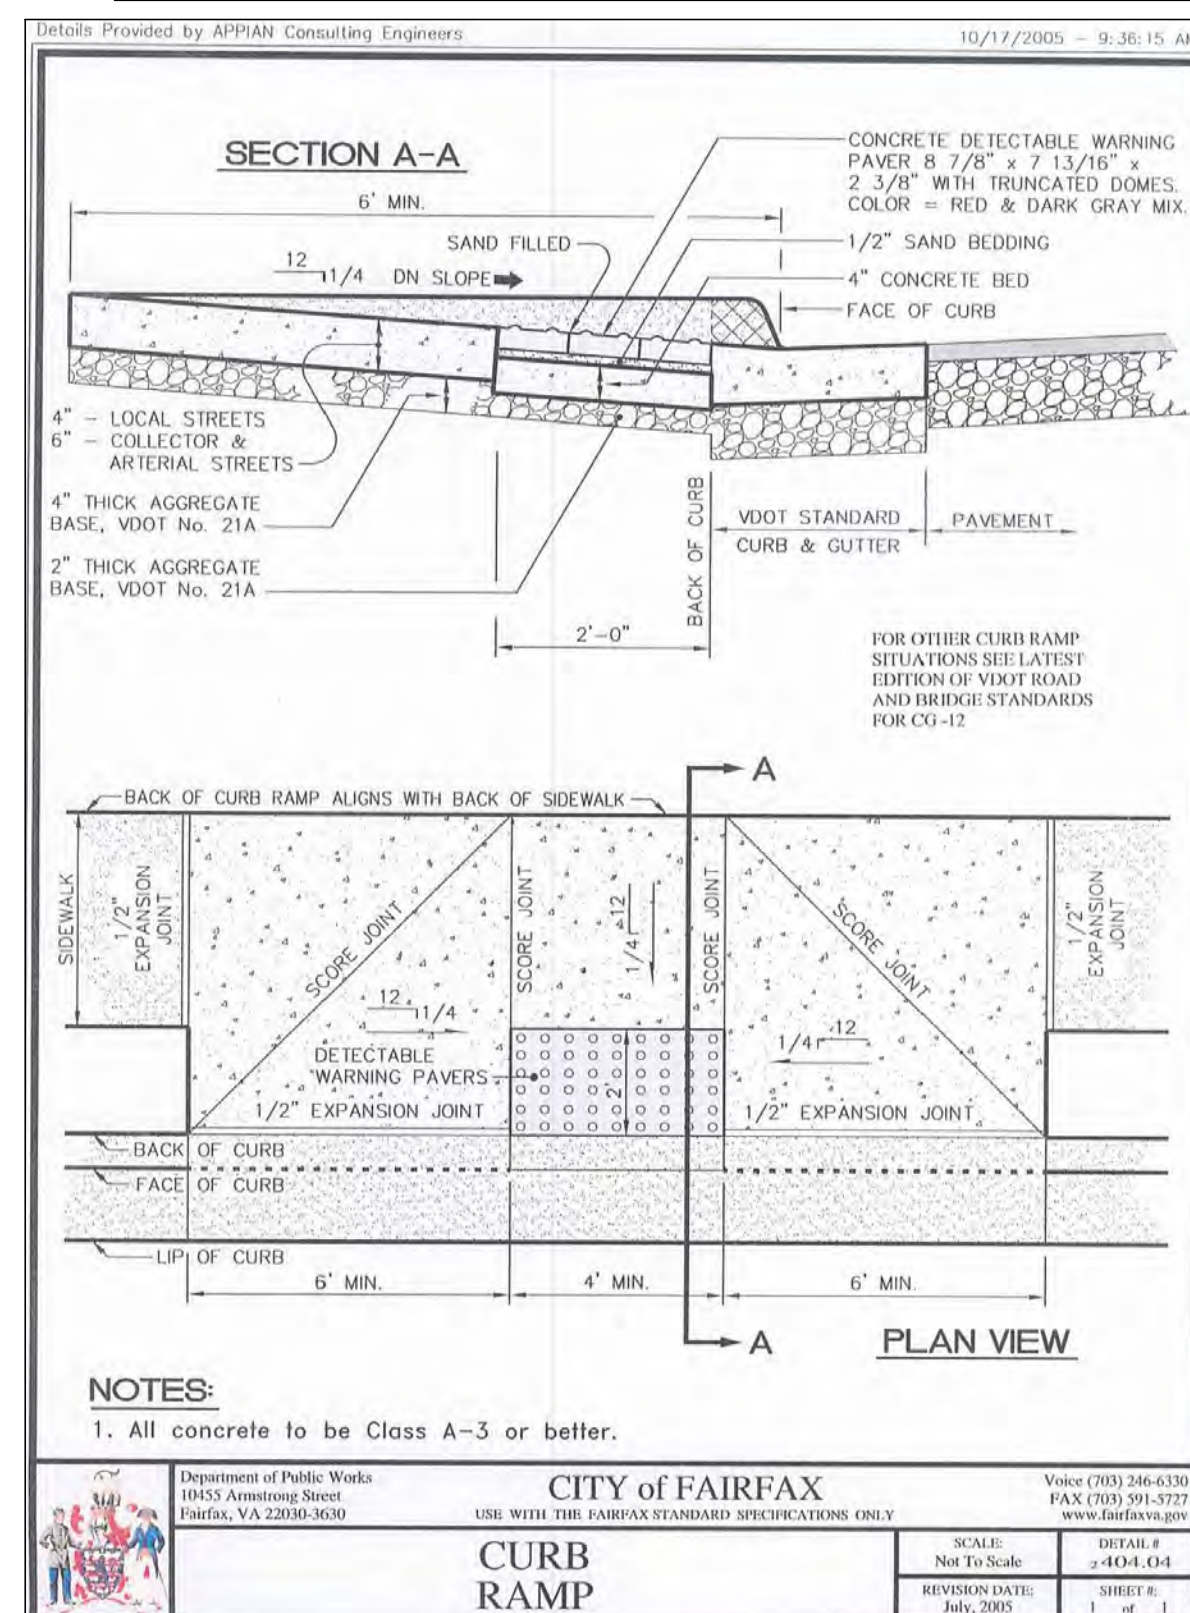 Details Provided by APPIAN Consulting Engineers
10/17/2005 - 9:36:15 AM
SECTION A-A
CONCRETE DETECTABLE WARNING
PAVER 8 7/8" x 7 13/16" x
2 3/8" WITH TRUNCATED DOMES.
COLOR = RED & DARK GRAY MIX.
6' MIN.
SAND FILLED
1/2" SAND BEDDING
12
1/4 DN SLOPE
4" CONCRETE BED
FACE OF CURB
4" - LOCAL STREETS
6" - COLLECTOR &
ARTERIAL STREETS
4" THICK AGGREGATE
BASE, VDOT No. 21A
2" THICK AGGREGATE
BASE, VDOT No. 21A
BACK OF CURB
VDOT STANDARD
CURB & GUTTER
PAVEMENT
2'-0"
FOR OTHER CURB RAMP
SITUATIONS SEE LATEST
EDITION OF VDOT ROAD
AND BRIDGE STANDARDS
FOR CG -12
A
BACK OF CURB RAMP ALIGNS WITH BACK OF SIDEWALK
SIDEWALK
1/2"
EXPANSION
JOINT
SCORE JOINT
SCORE JOINT
12
1/4
SCORE JOINT
SCORE JOINT
1/2"
EXPANSION
JOINT
12
1/4
12
1/4
DETECTABLE
WARNING PAVERS
2'
1/2" EXPANSION JOINT
1/2" EXPANSION JOINT
BACK OF CURB
FACE OF CURB
LIP OF CURB
6' MIN.
4' MIN.
6' MIN.
A
PLAN VIEW
NOTES:
1. All concrete to be Class A-3 or better.
Department of Public Works
10455 Armstrong Street
Fairfax, VA 22030-3630
CITY of FAIRFAX
USE WITH THE FAIRFAX STANDARD SPECIFICATIONS ONLY
Voice (703) 246-6330
FAX (703) 591-5727
www.fairfaxva.gov
CURB
RAMP
SCALE:
Not To Scale
DETAIL #
404.04
REVISION DATE:
July, 2005
SHEET #:
1 of 1